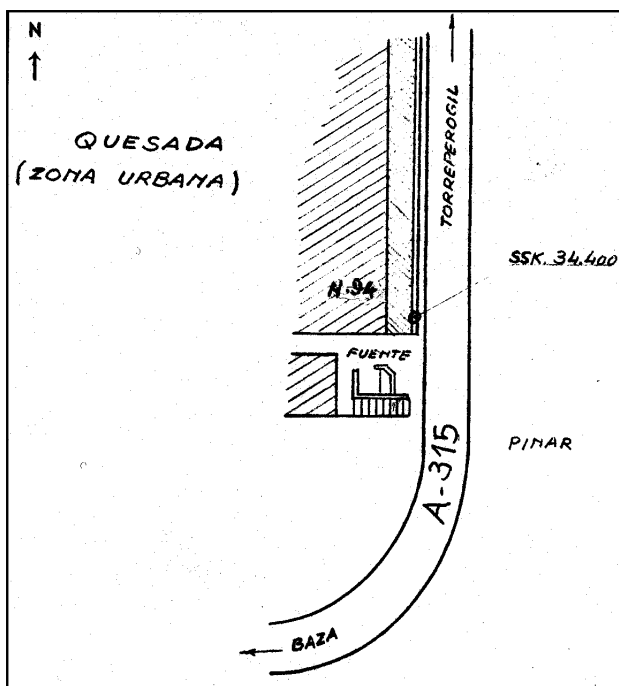 N
QUESADA
(ZONA URBANA)
TORREPEROGIL
SSK. 34.400
N-94
FUENTE
A-315
PINAR
BAZA